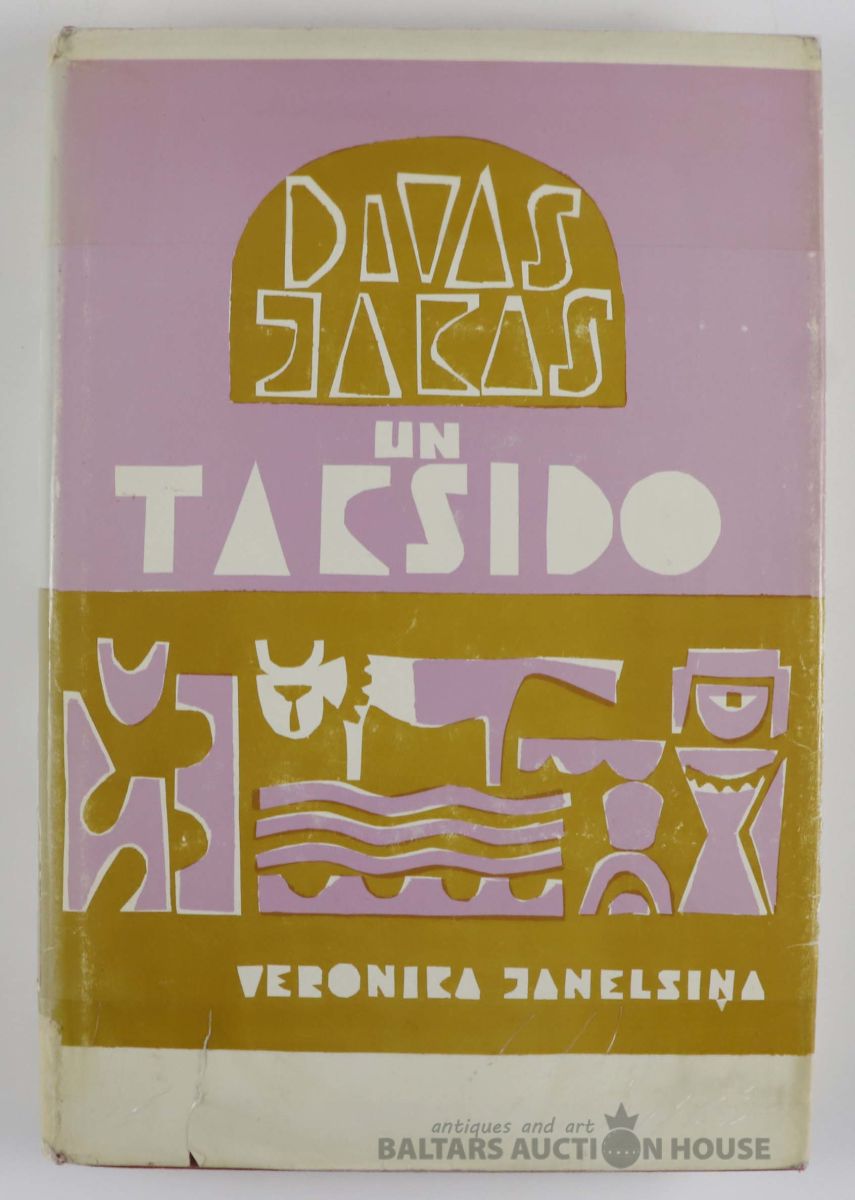 DIVAS
JAKAS
UN
TAKSIDO
VERONIKA JANELSIŅA
antiques and art
BALTARS AUCTION HOUSE